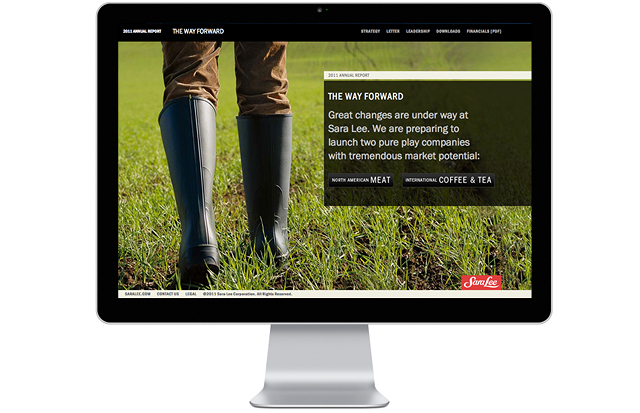 2011 ANNUAL REPORT THE WAY FORWARD STRATEGY LETTER LEADERSHIP DOWNLOADS FINANCIALS [PDF]
2011 ANNUAL REPORT
THE WAY FORWARD
Great changes are under way at
Sara Lee. We are preparing to
launch two pure play companies
with tremendous market potential:
NORTH AMERICAN MEAT INTERNATIONAL COFFEE & TEA
Sara Lee
SARALEE.COM CONTACT US LEGAL ©2011 Sara Lee Corporation. All Rights Reserved.